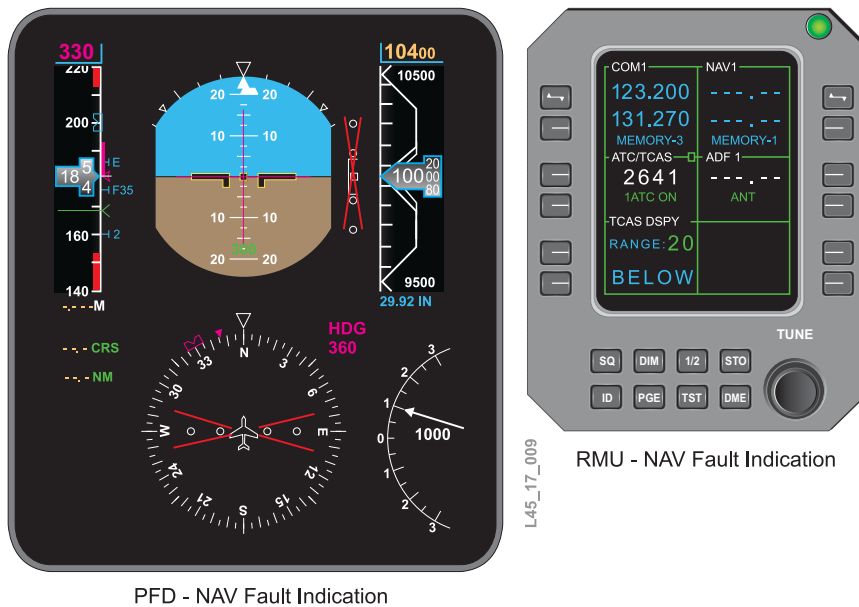 330
220
200
18
5
4
E
F35
160
2
140
M
CRS
NM
20 20
10 10
10 10
300
20 20
10400
10500
100
20
00
80
9500
29.92 IN
HDG
360
N
3
6
E
12
15
S
21
24
W
30
33
3
2
1
0
1
2
3
1000
PFD - NAV Fault Indication
L45_17_009
COM1 NAV1
123.200 ---.--
131.270 ---.--
MEMORY-3 MEMORY-1
ATC/TCAS ADF 1
2641 ---.-
1ATC ON ANT
TCAS DSPY
RANGE:20
BELOW
TUNE
SQ DIM 1/2 STO
ID PGE TST DME
RMU - NAV Fault Indication